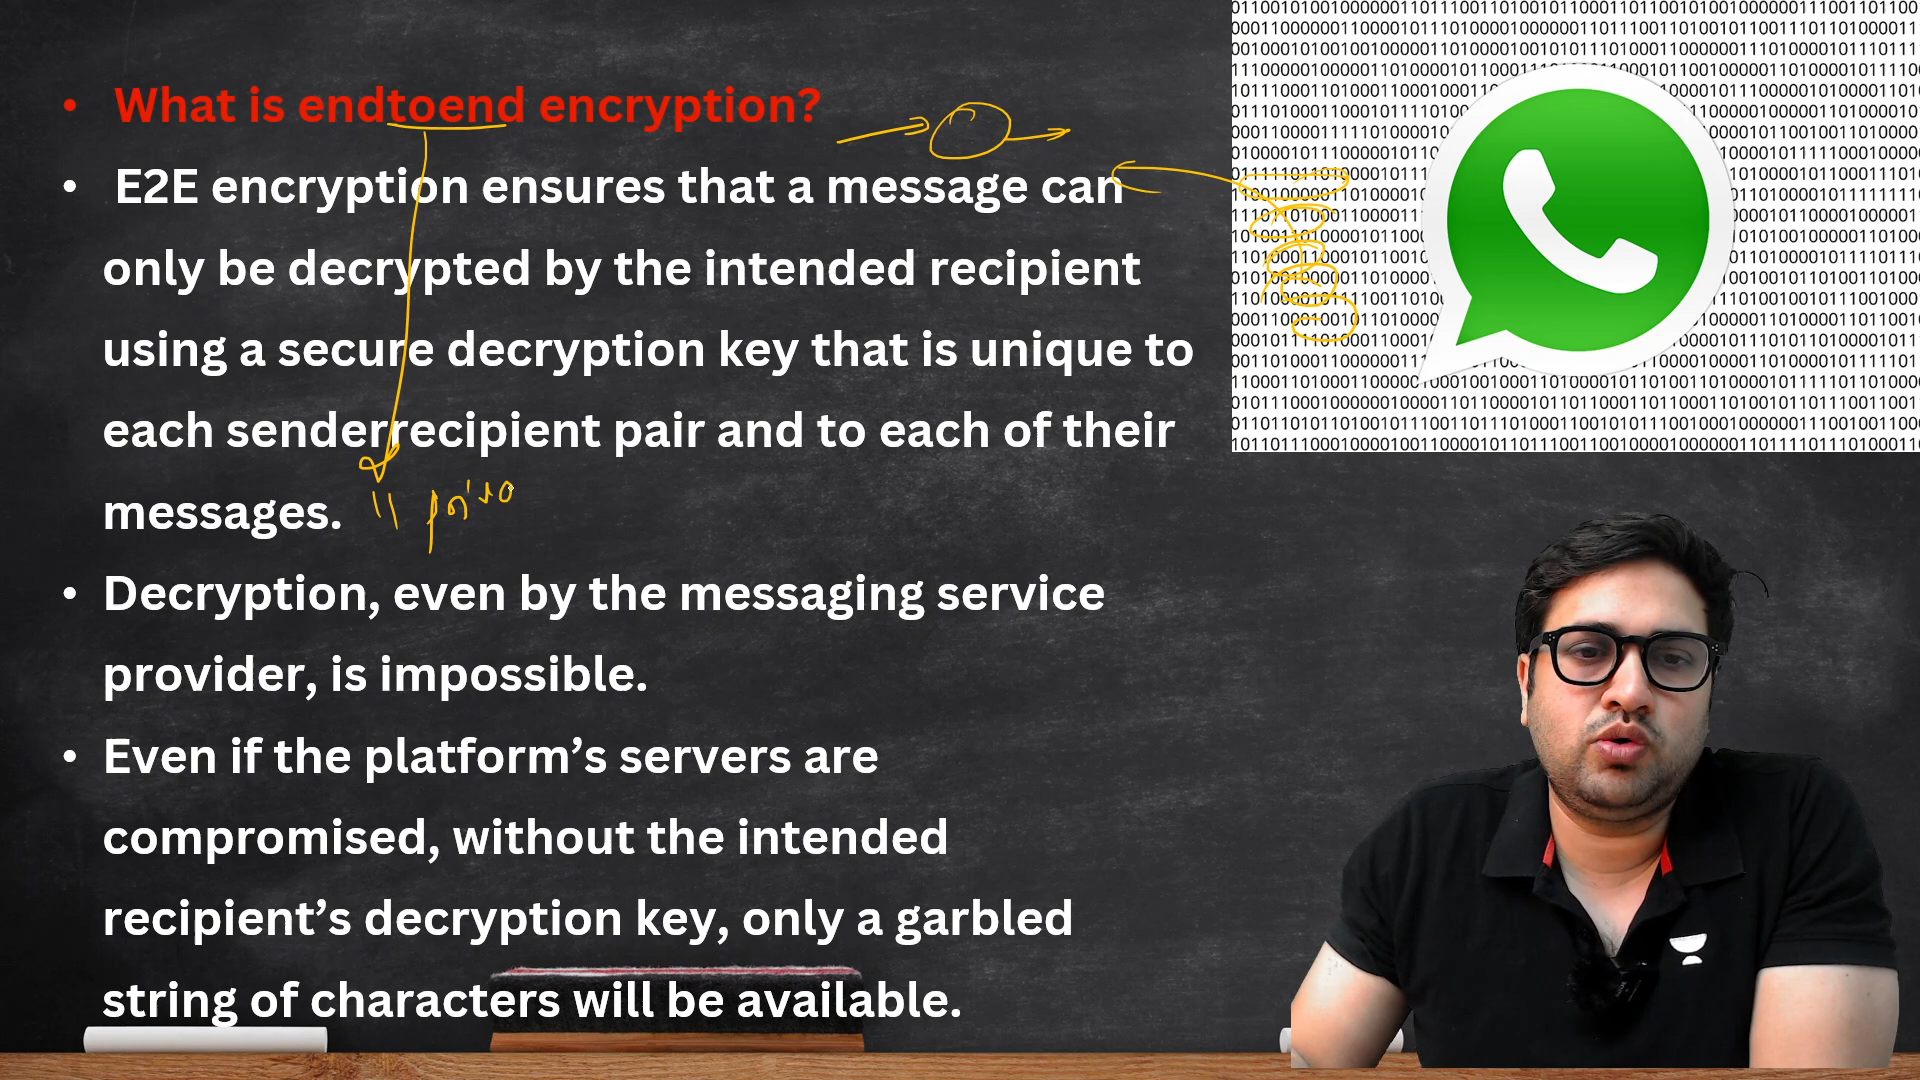 • What is endtoend encryption?
• E2E encryption ensures that a message can
only be decrypted by the intended recipient
using a secure decryption key that is unique to
each senderrecipient pair and to each of their
messages.
• Decryption, even by the messaging service
provider, is impossible.
• Even if the platform’s servers are
compromised, without the intended
recipient’s decryption key, only a garbled
string of characters will be available.